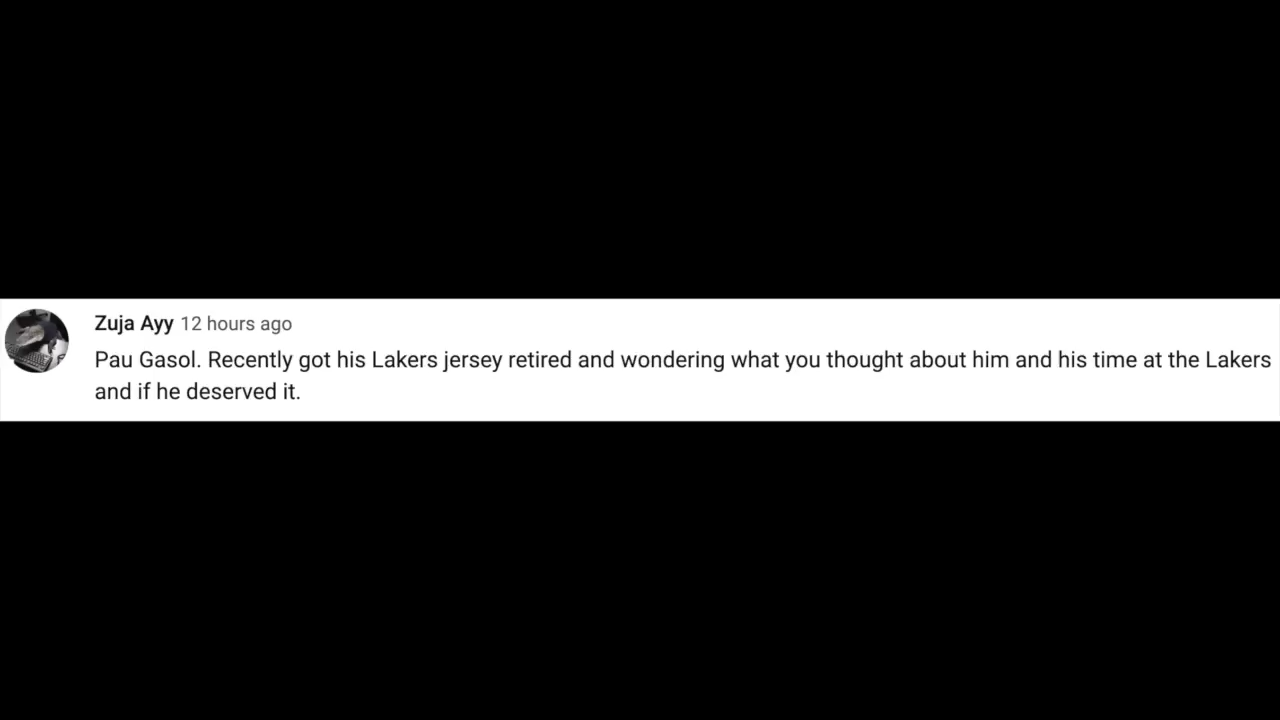 Zuja Ayy 12 hours ago
Pau Gasol. Recently got his Lakers jersey retired and wondering what you thought about him and his time at the Lakers
and if he deserved it.